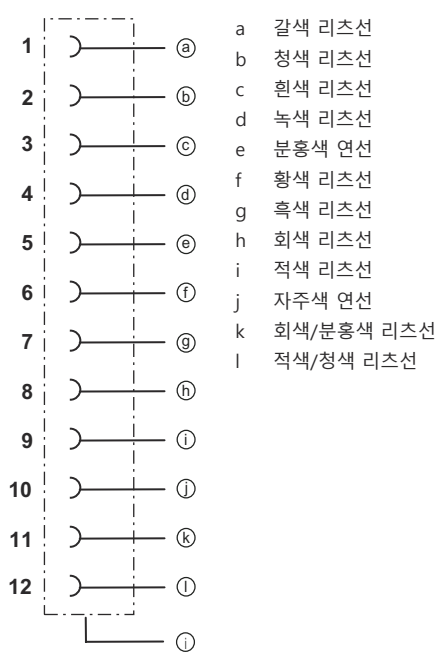 1 ⓐ
2 ⓑ
3 ⓒ
4 ⓓ
5 ⓔ
6 ⓕ
7 ⓖ
8 ⓗ
9 ⓘ
10 ⓙ
11 ⓚ
12 ⓛ
ⓘ
a 갈색 리츠선
b 청색 리츠선
c 흰색 리츠선
d 녹색 리츠선
e 분홍색 연선
f 황색 리츠선
g 흑색 리츠선
h 회색 리츠선
i 적색 리츠선
j 자주색 연선
k 회색/분홍색 리츠선
l 적색/청색 리츠선